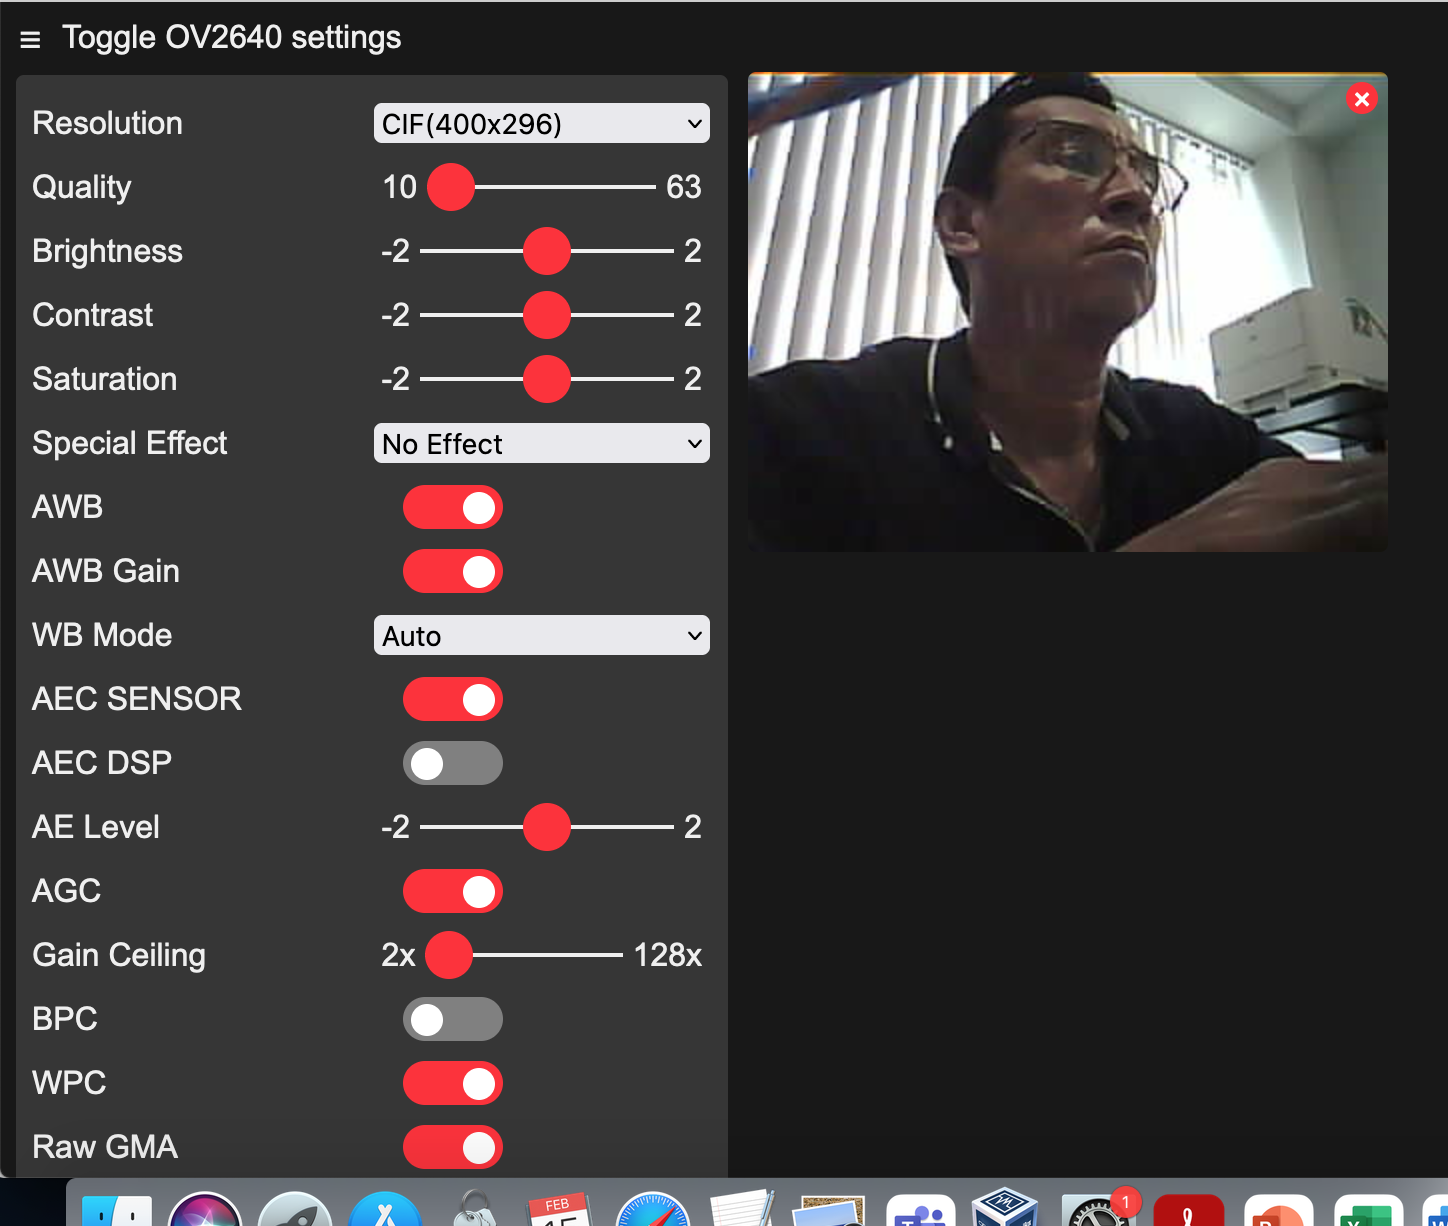 Toggle OV2640 settings
Resolution CIF(400x296)
Quality 10 63
Brightness -2 2
Contrast -2 2
Saturation -2 2
Special Effect No Effect
AWB
AWB Gain
WB Mode Auto
AEC SENSOR
AEC DSP
AE Level -2 2
AGC
Gain Ceiling 2x 128x
BPC
WPC
Raw GMA
FEB
1